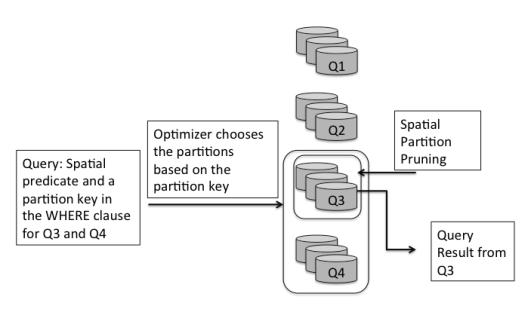 Q1
Q2
Optimizer chooses
the partitions
based on the
partition key
Spatial
Partition
Pruning
Query: Spatial
predicate and a
partition key in
the WHERE clause
for Q3 and Q4
Q3
Query
Result from
Q3
Q4